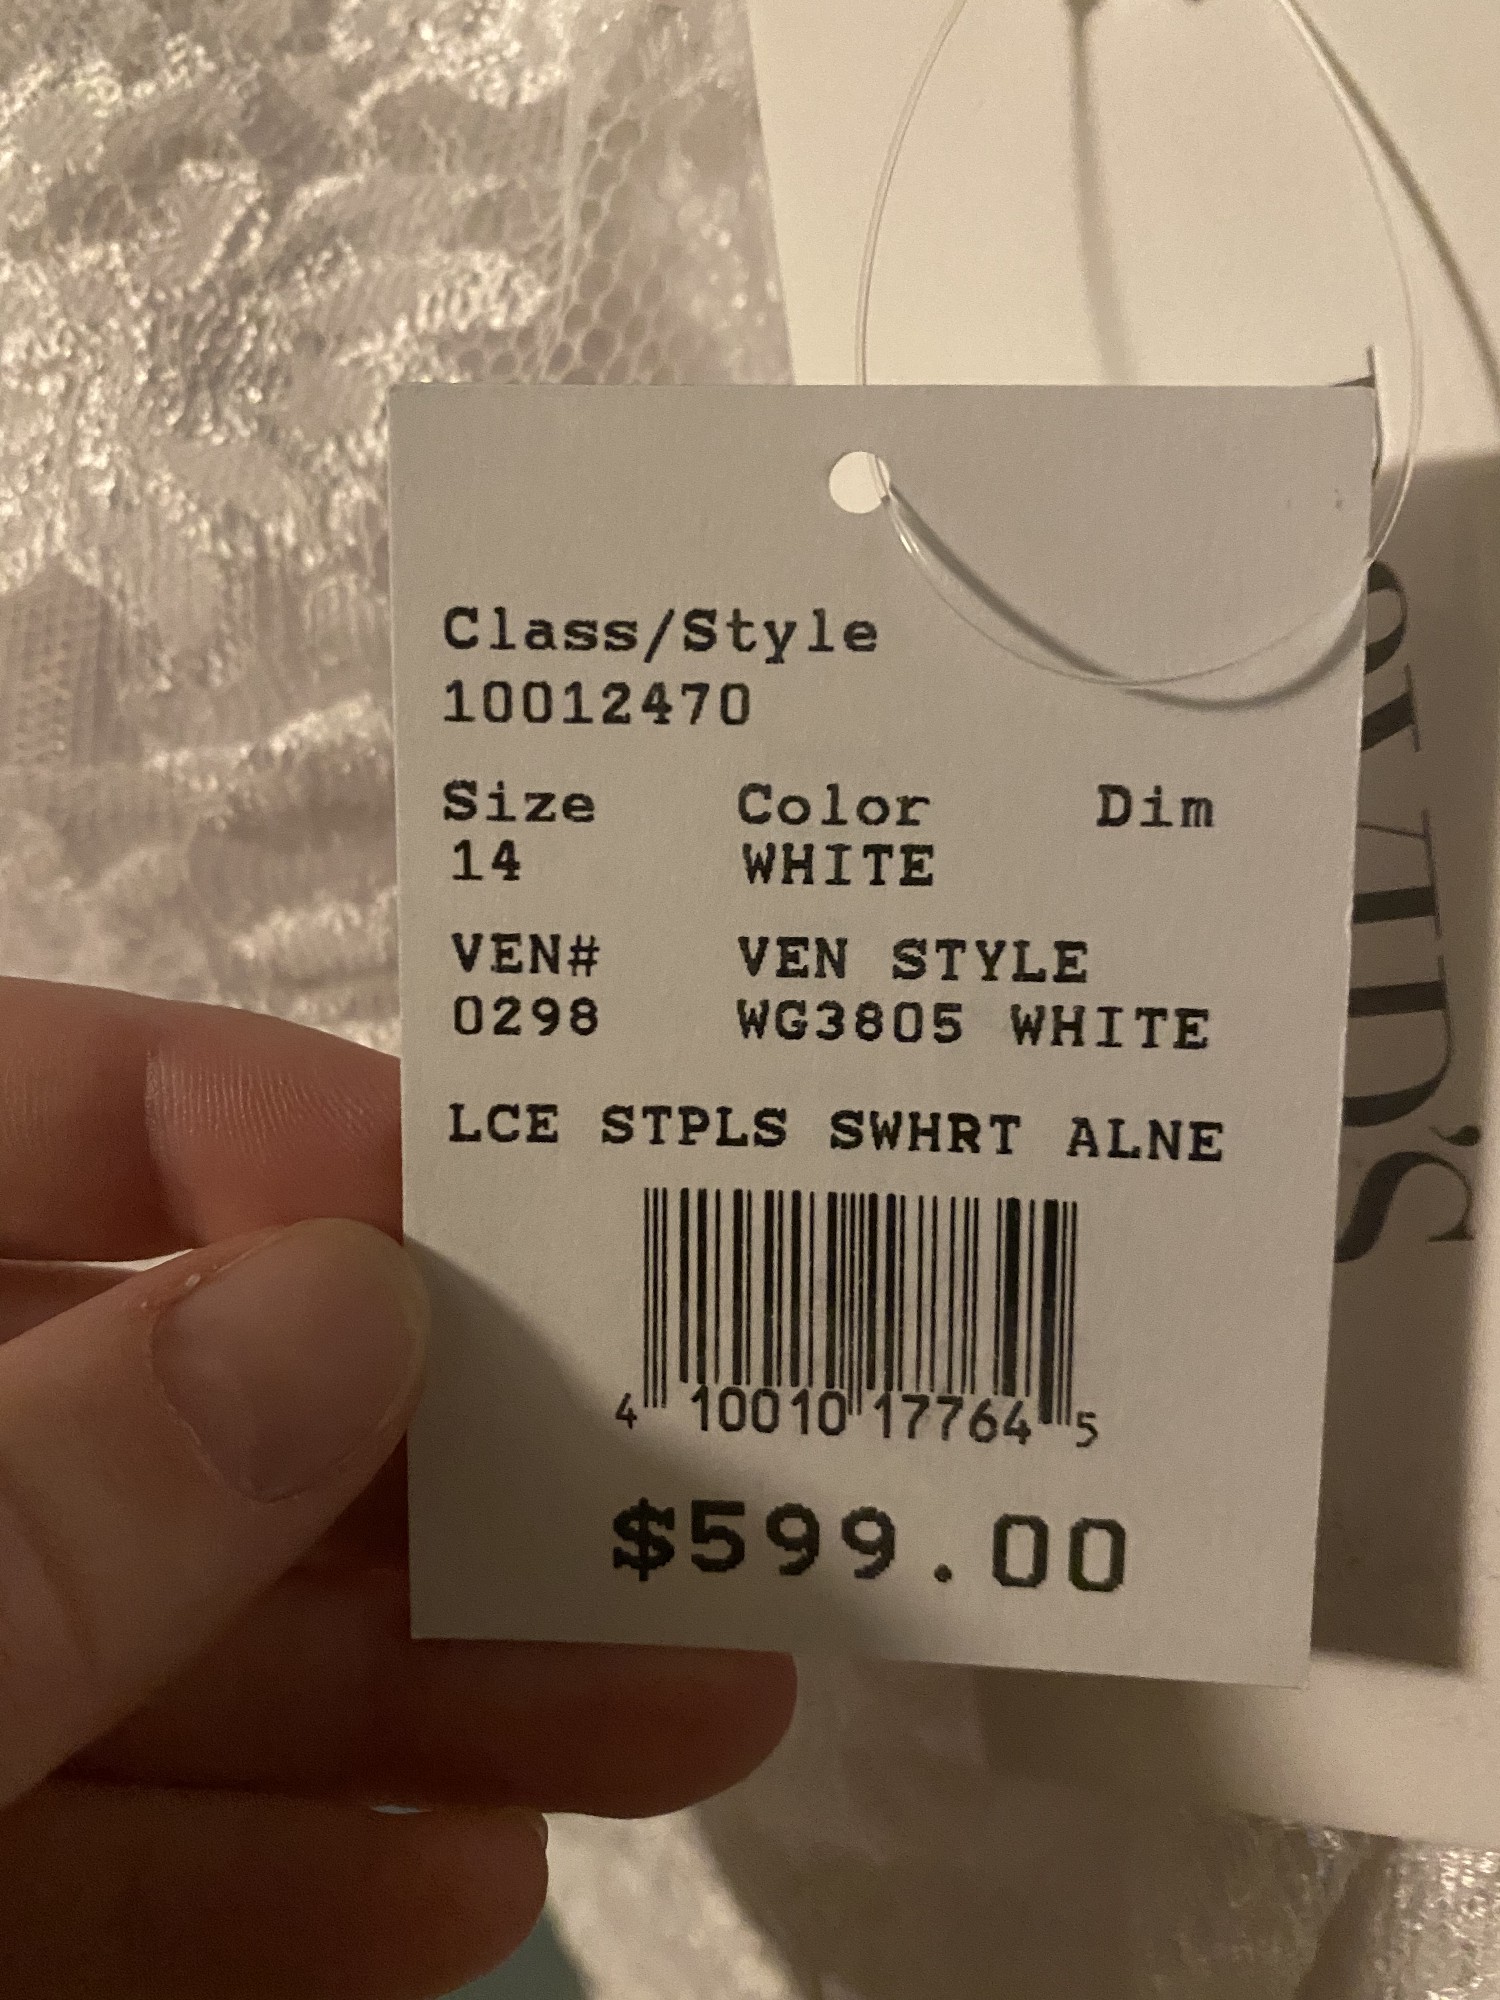 Class/Style
10012470
Size Color Dim
14 WHITE
VEN# VEN STYLE
0298 WG3805 WHITE
LCE STPLS SWHRT ALNE
4 10010 17764 5
$599.00